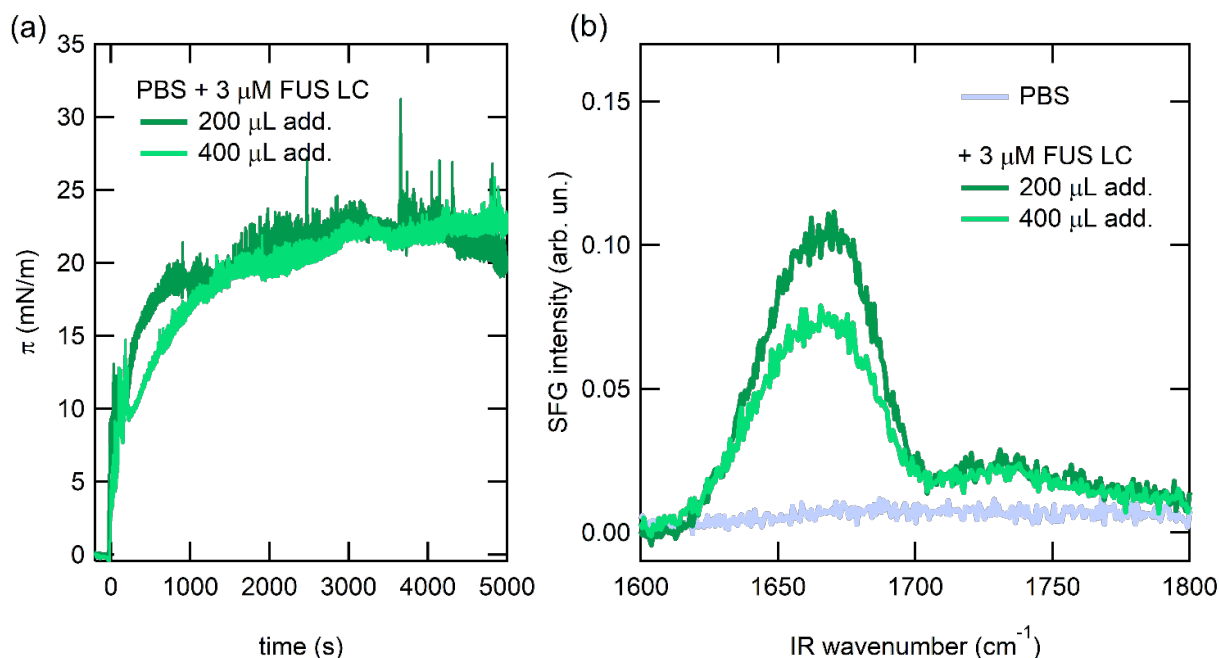 (a)
35
30
25
20
15
10
5
0
π (mN/m)
PBS + 3 μM FUS LC
200 μL add.
400 μL add.
0
1000
2000
3000
4000
5000
time (s)
(b)
0.15
0.10
0.05
0.00
SFG intensity (arb. un.)
PBS
+ 3 μM FUS LC
200 μL add.
400 μL add.
1600
1650
1700
1750
1800
IR wavenumber (cm⁻¹)